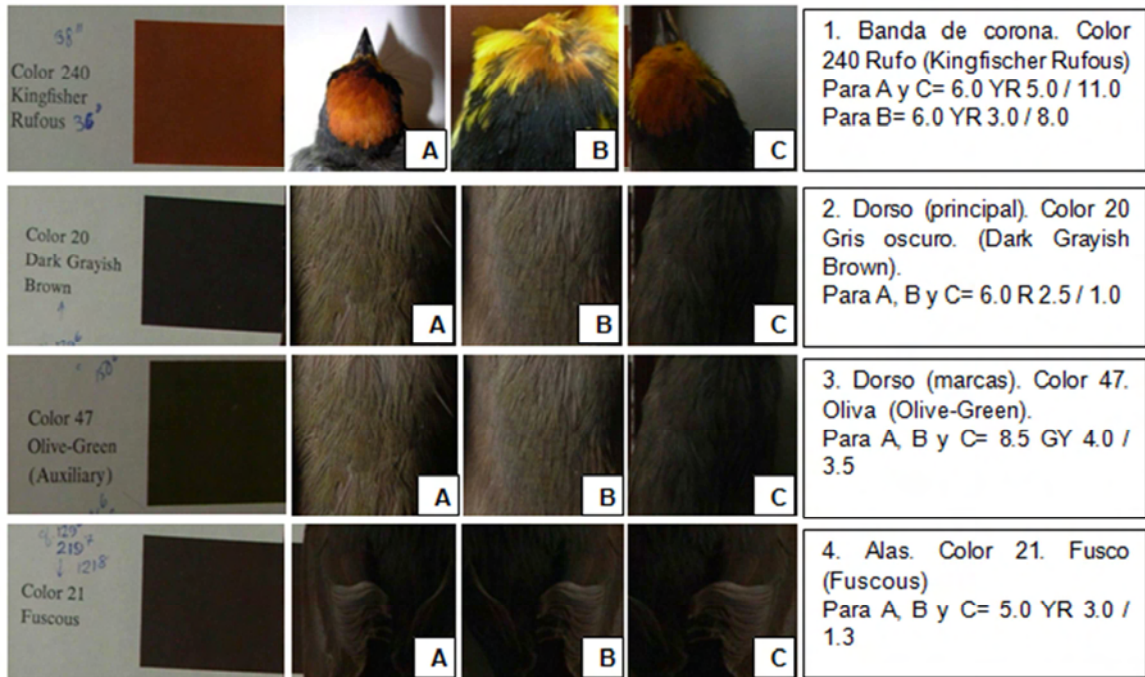 38"
Color 240
Kingfisher
Rufous 36"
A
B
C
1. Banda de corona. Color
240 Rufo (Kingfischer Rufous)
Para A y C= 6.0 YR 5.0 / 11.0
Para B= 6.0 YR 3.0 / 8.0
Color 20
Dark Grayish
Brown
A
B
C
2. Dorso (principal). Color 20
Gris oscuro. (Dark Grayish
Brown).
Para A, B y C= 6.0 R 2.5 / 1.0
Color 47
Olive-Green
(Auxiliary)
A
B
C
3. Dorso (marcas). Color 47.
Oliva (Olive-Green).
Para A, B y C= 8.5 GY 4.0 /
3.5
219
1218
Color 21
Fuscous
A
B
C
4. Alas. Color 21. Fusco
(Fuscous)
Para A, B y C= 5.0 YR 3.0 /
1.3